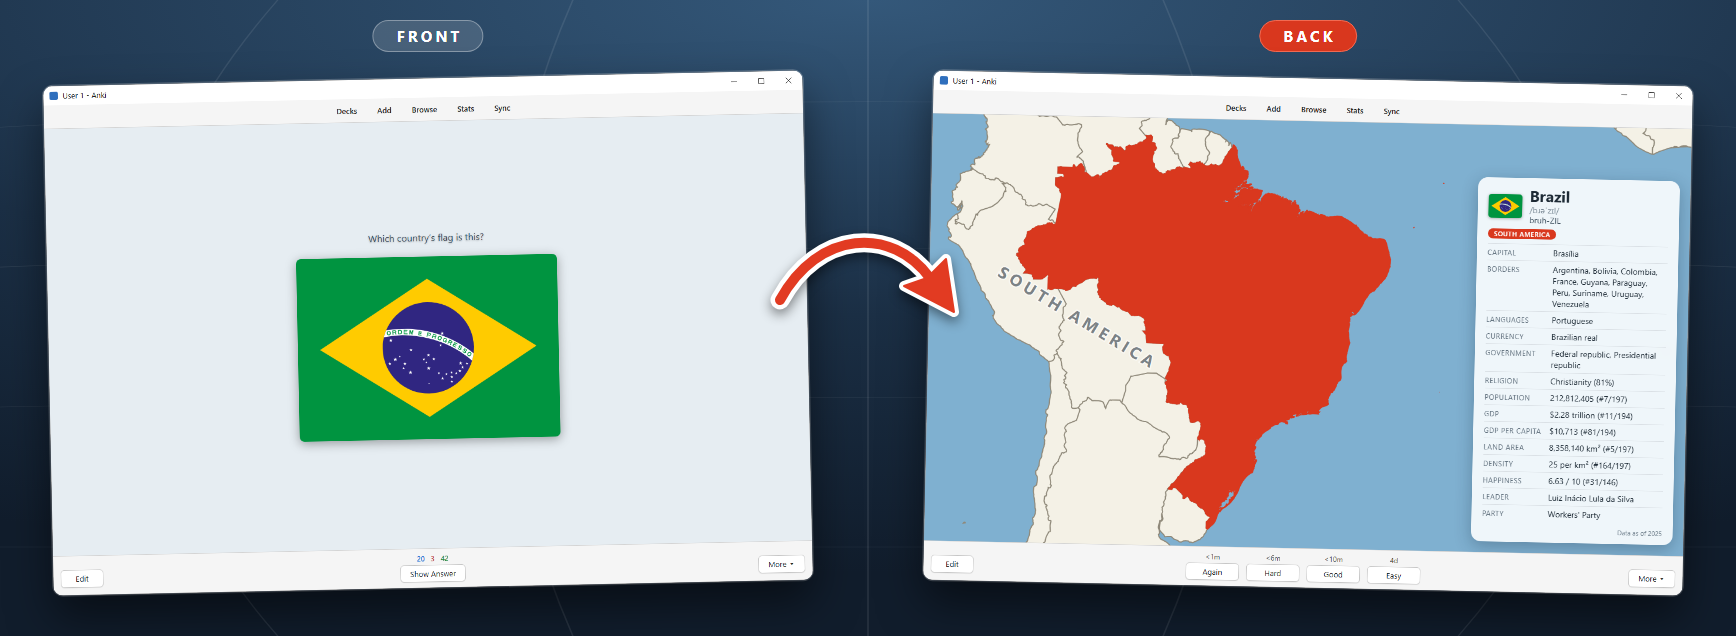 FRONT
User 1 - Anki
Decks Add Browse Stats Sync
Which country's flag is this?
ORDEM E PROGRESSO
20 3 42
Edit
Show Answer
More
BACK
User 1 - Anki
Decks Add Browse Stats Sync
SOUTH AMERICA
Brazil
/bɹəˈzɪl/
bruh-ZIL
SOUTH AMERICA
CAPITAL Brasília
BORDERS Argentina, Bolivia, Colombia,
France, Guyana, Paraguay,
Peru, Suriname, Uruguay,
Venezuela
LANGUAGES Portuguese
CURRENCY Brazilian real
GOVERNMENT Federal republic, Presidential
republic
RELIGION Christianity (81%)
POPULATION 212,812,405 (#7/197)
GDP $2.28 trillion (#11/194)
GDP PER CAPITA $10,713 (#81/194)
LAND AREA 8,358,140 km² (#5/197)
DENSITY 25 per km² (#164/197)
HAPPINESS 6.63 / 10 (#31/146)
LEADER Luiz Inácio Lula da Silva
PARTY Workers' Party
Data as of 2025
<1m <6m <10m 4d
Edit
Again Hard Good Easy
More